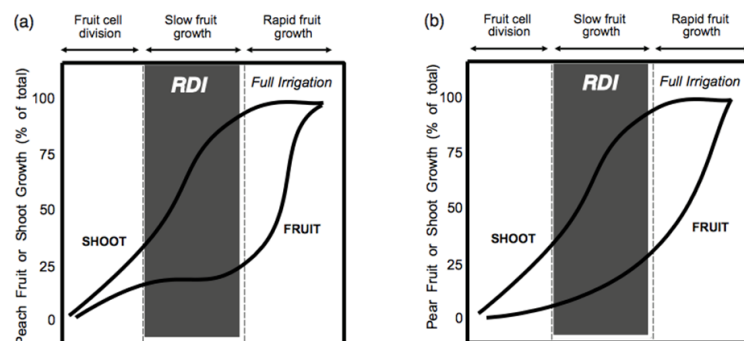 (a)
Fruit cell division
Slow fruit growth
Rapid fruit growth
RDI
Full Irrigation
Peach Fruit or Shoot Growth (% of total)
100
75
50
25
0
SHOOT
FRUIT
(b)
Fruit cell division
Slow fruit growth
Rapid fruit growth
RDI
Full Irrigation
Pear Fruit or Shoot Growth (% of total)
100
75
50
25
0
SHOOT
FRUIT